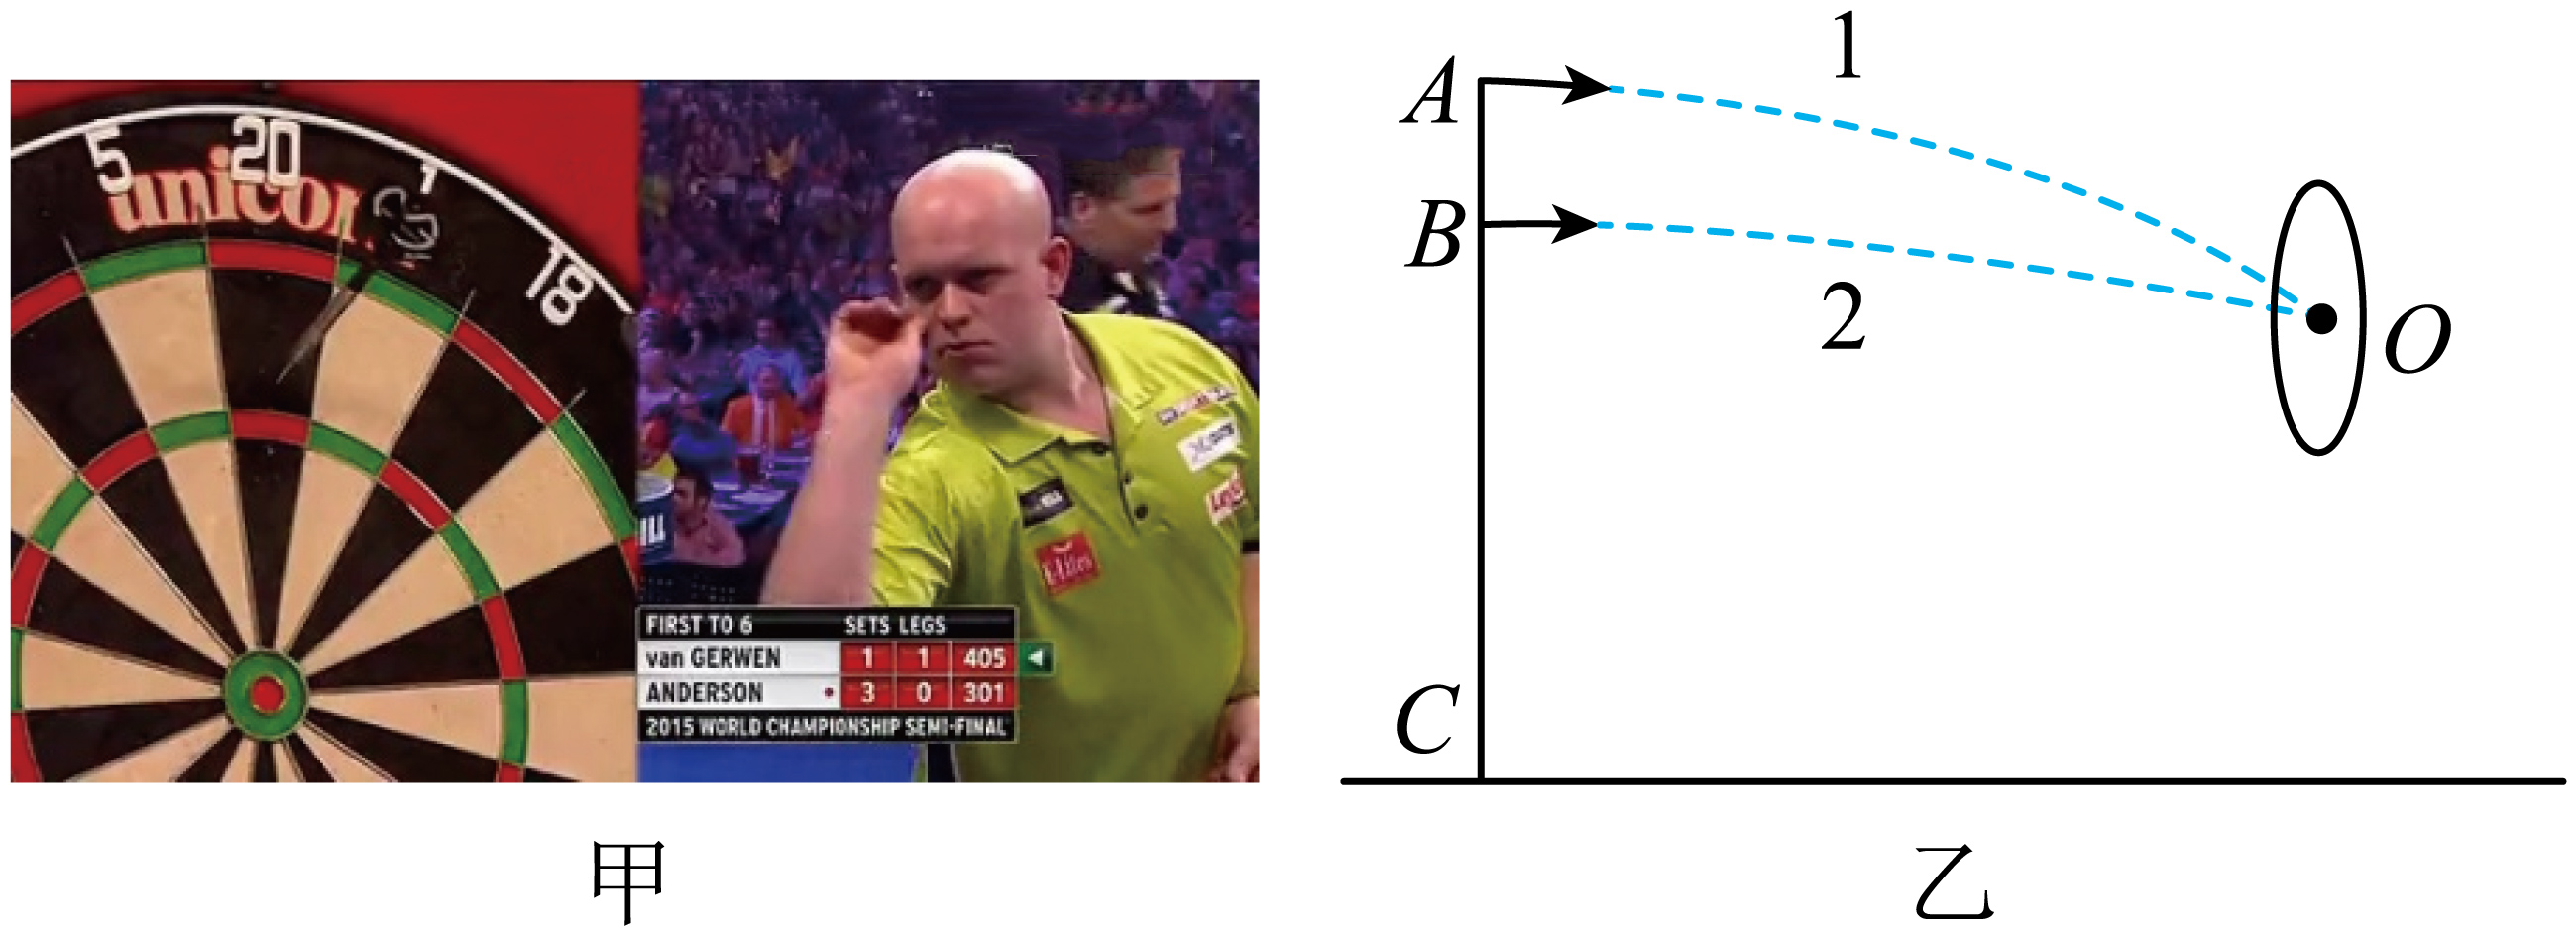 5 20 1 18
unicorn
FIRST TO 6 SETS LEGS
van GERWEN 1 1 405
ANDERSON 3 0 301
2015 WORLD CHAMPIONSHIP SEMI-FINAL
甲
1
A
B
2
O
C
乙